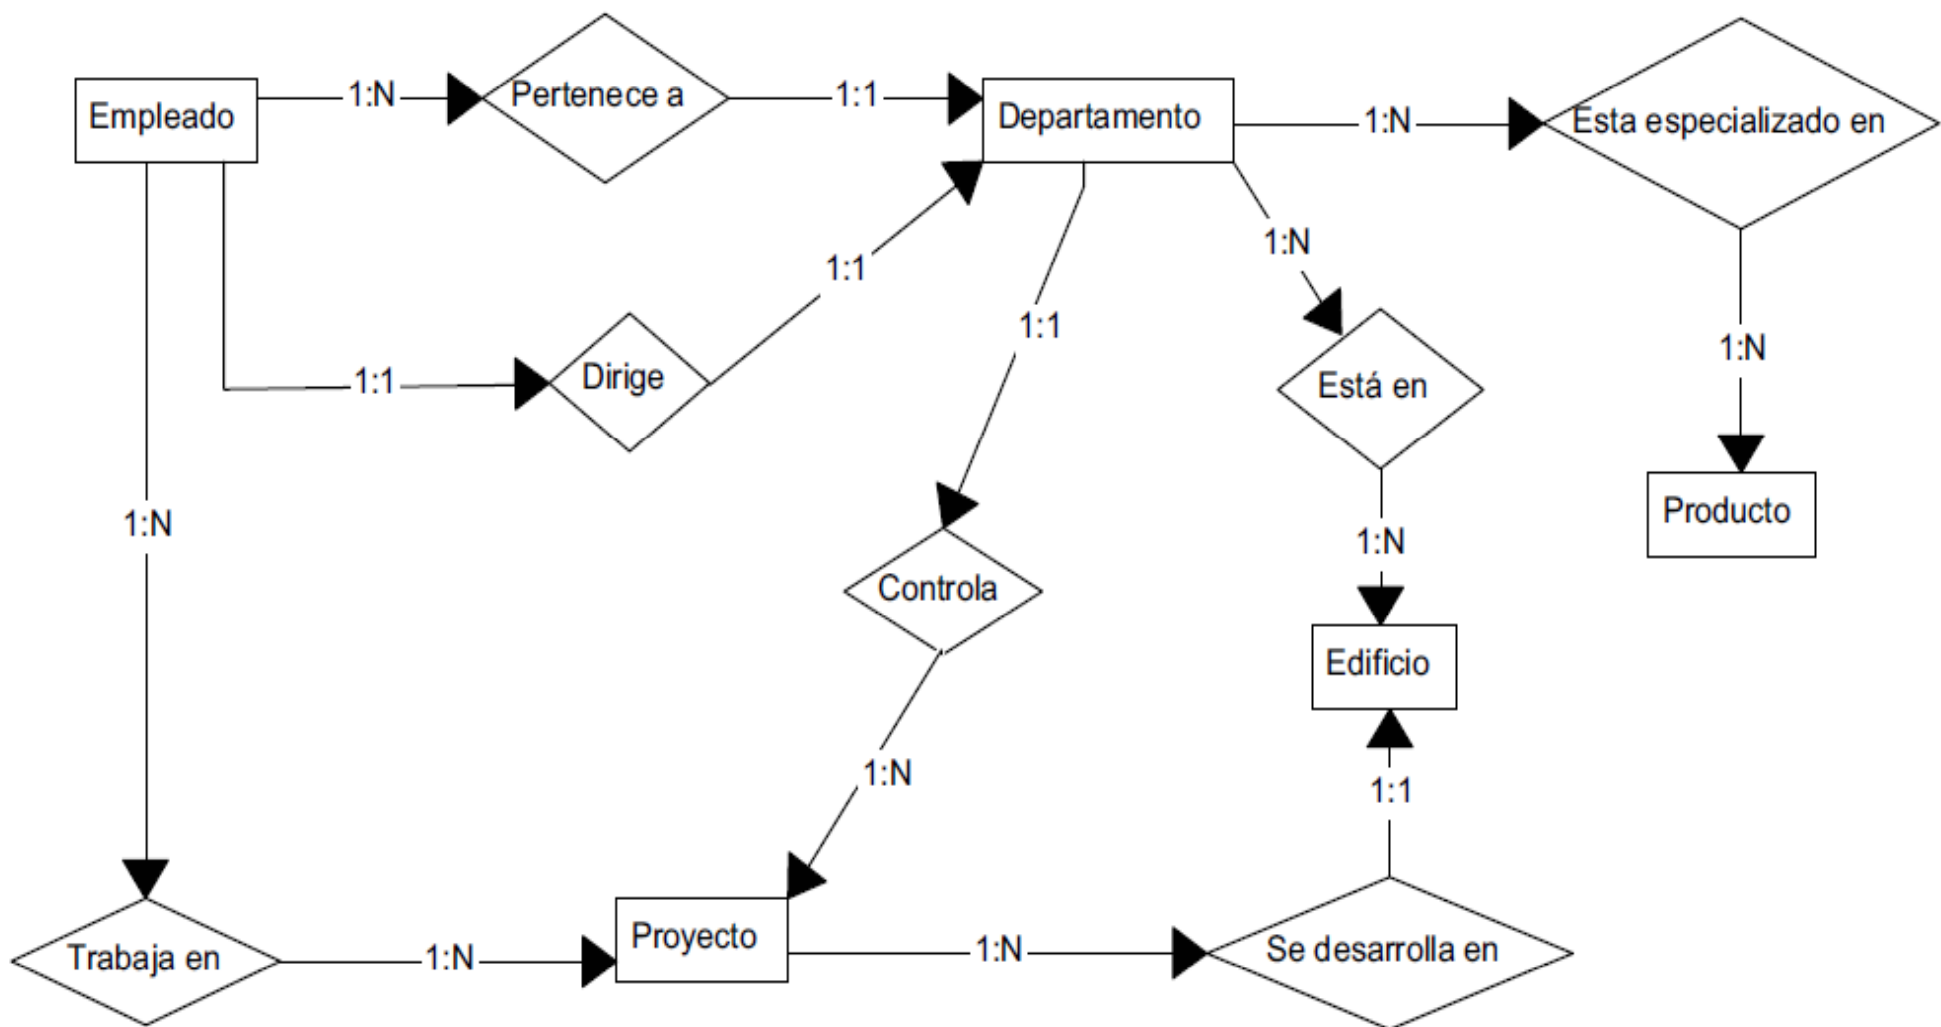 Empleado
1:N
Pertenece a
1:1
Departamento
1:N
Esta especializado en
1:N
1:1
1:1
1:N
1:1
Dirige
Está en
1:N
Producto
1:N
1:N
Controla
Edificio
1:N
1:1
Trabaja en
1:N
Proyecto
1:N
Se desarrolla en